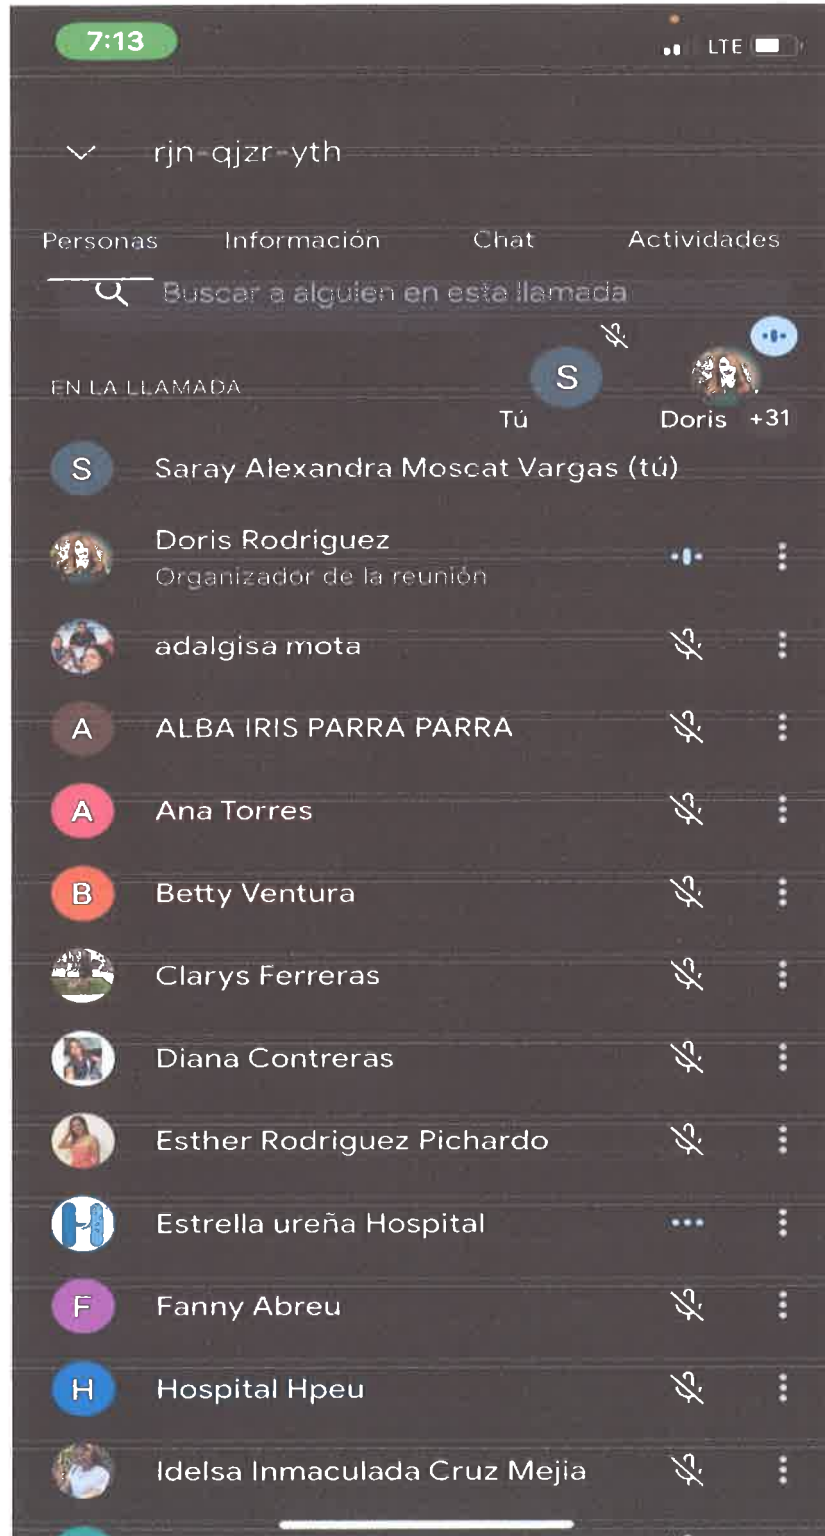 7:13
LTE
rjn-qjzr-yth
Personas Información Chat Actividades
Buscar a alguien en esta llamada
S
EN LA LLAMADA
Tú Doris +31
S Saray Alexandra Moscat Vargas (tú)
Doris Rodriguez
Organizador de la reunión
adalgisa mota
A ALBA IRIS PARRA PARRA
A Ana Torres
B Betty Ventura
Clarys Ferreras
Diana Contreras
Esther Rodriguez Pichardo
H Estrella ureña Hospital
F Fanny Abreu
H Hospital Hpeu
Idelsa Inmaculada Cruz Mejia